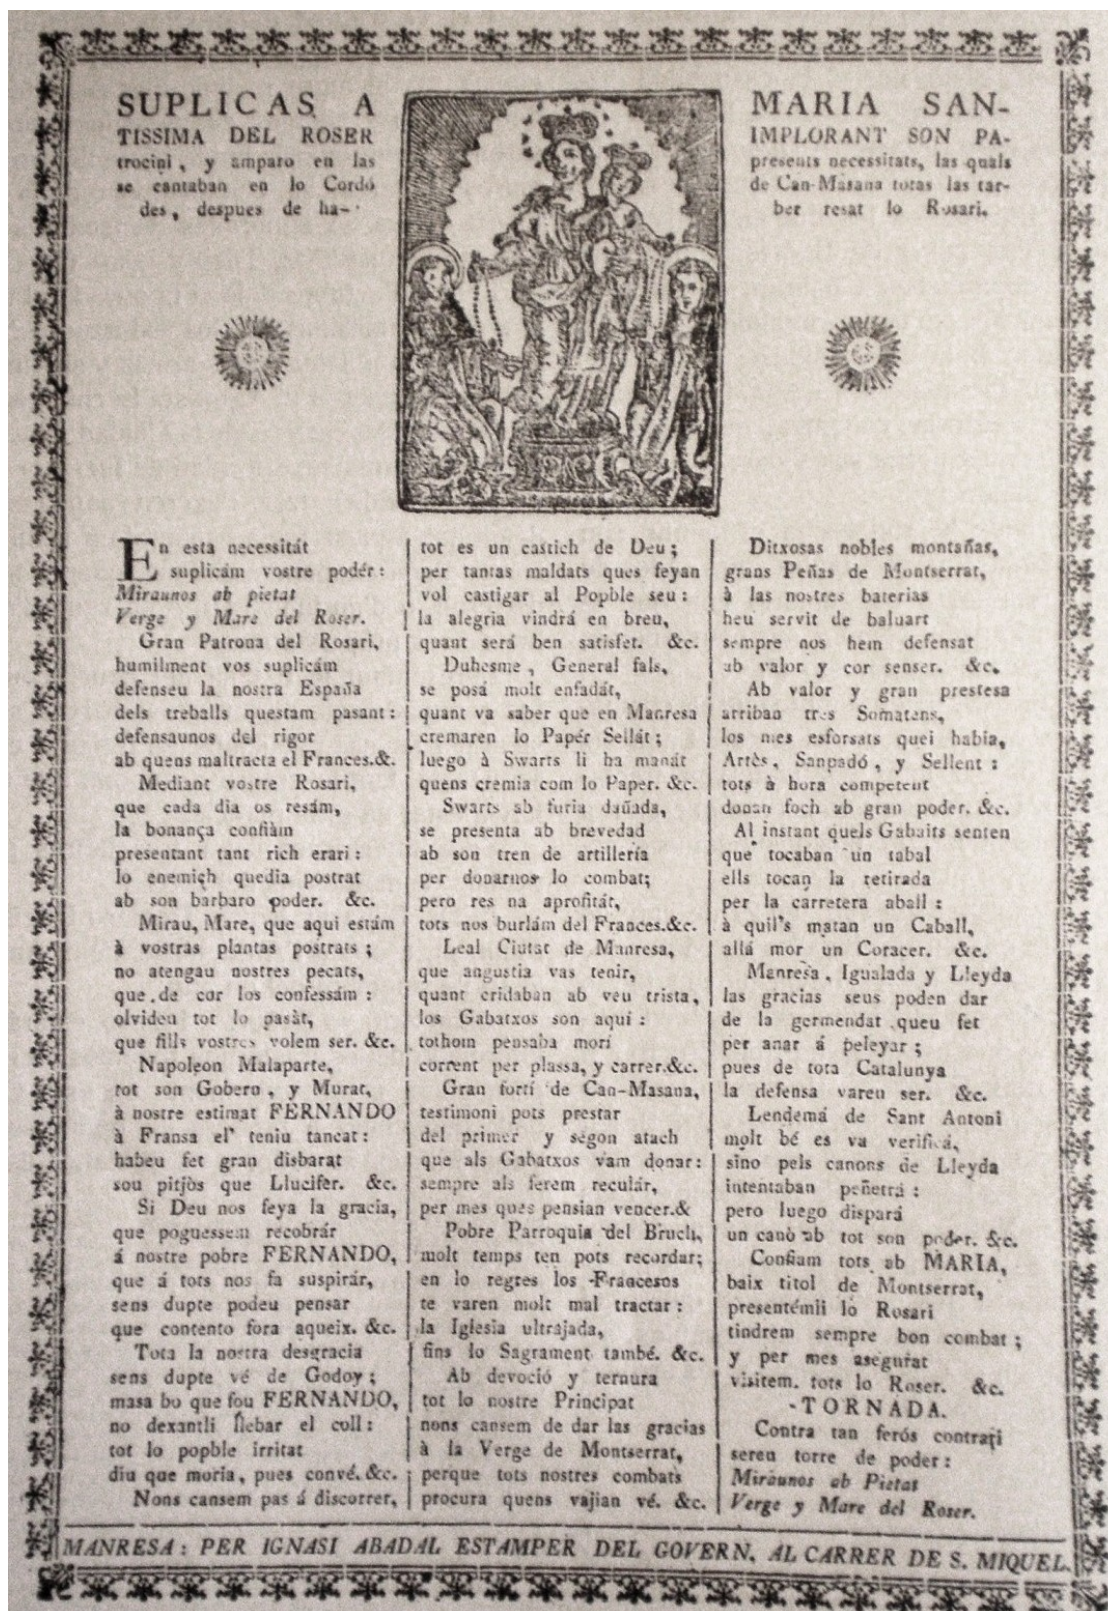 SUPLICAS A MARIA SAN-
TISSIMA DEL ROSER IMPLORANT SON PA-
trocini, y amparo en las presents necessitats, las quals
se cantaban en lo Cordó de Can-Masana totas las tar-
des, despues de ha- ber resat lo Rosari.
En esta necessitát
suplicám vostre podér:
Miraunos ab pietat
Verge y Mare del Roser.
Gran Patrona del Rosari,
humilment vos suplicám
defenseu la nostra España
dels treballs questam pasant:
defensaunos del rigor
ab quens maltracta el Frances.&.
Mediant vostre Rosari,
que cada dia os resám,
la bonança confiàm
presentant tant rich erari:
lo enemich quedia postrat
ab son barbaro poder. &c.
Mirau, Mare, que aqui estám
à vostras plantas postrats;
no atengau nostres pecats,
que de cor los confessám:
olvideu tot lo pasàt,
que fills vostres volem ser. &c.
Napoleon Malaparte,
tot son Gobern, y Murat,
à nostre estimat FERNANDO
à Fransa el' teniu tancat:
habeu fet gran disbarat
sou pitjòs que Llucifer. &c.
Si Deu nos feya la gracia,
que poguessem recobrár
á nostre pobre FERNANDO,
que á tots nos fa suspirár,
sens dupte podeu pensar
que contento fora aqueix. &c.
Tota la nostra desgracia
sens dupte vé de Godoy;
masa bo que fou FERNANDO,
no dexantli llebar el coll:
tot lo popble irritat
diu que moria, pues convé. &c.
Nons cansem pas á discorrer,
tot es un castich de Deu;
per tantas maldats ques feyan
vol castigar al Popble seu:
la alegria vindrá en breu,
quant será ben satisfet. &c.
Duhesme, General fals,
se posá molt enfadát,
quant va saber que en Manresa
cremaren lo Papér Sellát;
luego à Swarts li ha manát
quens cremia com lo Paper. &c.
Swarts ab furia dañada,
se presenta ab brevedad
ab son tren de artillería
per donarnos lo combat;
pero res na aprofitát,
tots nos burlám del Frances.&c.
Leal Ciutat de Manresa,
que angustia vas tenir,
quant cridaban ab veu trista,
los Gabatxos son aqui:
tothom pensaba morí
corrent per plassa, y carrer.&c.
Gran fortí de Can-Masana,
testimoni pots prestar
del primer y segon atach
que als Gabatxos vam donar:
sempre als ferem reculár,
per mes ques pensian vencer.&
Pobre Parroquia del Bruch,
molt temps ten pots recordar;
en lo regres los Francesos
te varen molt mal tractar:
la Iglesia ultrajada,
fins lo Sagrament també. &c.
Ab devoció y ternura
tot lo nostre Principat
nons cansem de dar las gracias
à la Verge de Montserrat,
perque tots nostres combats
procura quens vajian vé. &c.
Ditxosas nobles montañas,
grans Peñas de Montserrat,
à las nostres baterias
heu servit de baluart
sempre nos hem defensat
ab valor y cor senser. &c.
Ab valor y gran prestesa
arriban tres Somatens,
los mes esforsats quei habia,
Artès, Sanpadó, y Sellent:
tots à hora competent
donan foch ab gran poder. &c.
Al instant quels Gabaits senten
que tocaban un tabal
ells tocan la retirada
per la carretera aball:
à quil's matan un Caball,
allá mor un Coracer. &c.
Manresa, Igualada y Lleyda
las gracias seus poden dar
de la germendat queu fet
per anar á peleyar;
pues de tota Catalunya
la defensa varen ser. &c.
Lendemá de Sant Antoni
molt bé es va verificá,
sino pels canons de Lleyda
intentaban peñetrá:
pero luego dispará
un canò ab tot son poder. &c.
Confiam tots ab MARIA,
baix titol de Montserrat,
presentémli lo Rosari
tindrem sempre bon combat;
y per mes asegurat
visitem. tots lo Roser. &c.
-TORNADA.
Contra tan ferós contrari
sereu torre de poder:
Miraunos ab Pietat
Verge y Mare del Roser.
MANRESA: PER IGNASI ABADAL ESTAMPER DEL GOVERN, AL CARRER DE S. MIQUEL.